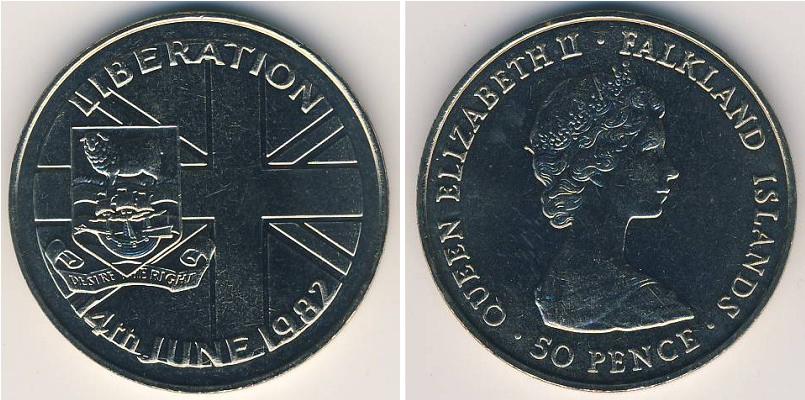 LIBERATION
DESIRE THE RIGHT
14th JUNE 1982
QUEEN ELIZABETH II · FALKLAND ISLANDS ·
50 PENCE ·